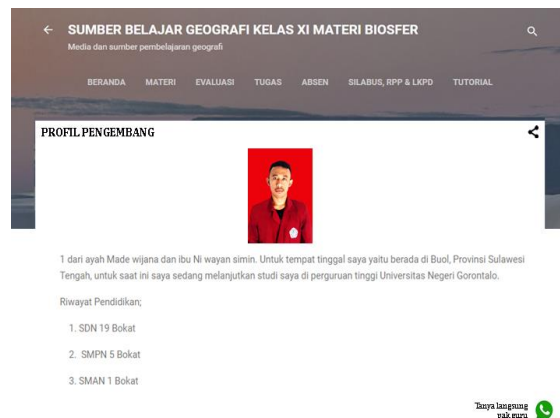 SUMBER BELAJAR GEOGRAFI KELAS XI MATERI BIOSFER
Media dan sumber pembelajaran geografi
BERANDA MATERI EVALUASI TUGAS ABSEN SILABUS, RPP & LKPD TUTORIAL
PROFIL PENGEMBANG
1 dari ayah Made wijana dan ibu Ni wayan simin. Untuk tempat tinggal saya yaitu berada di Buol, Provinsi Sulawesi
Tengah, untuk saat ini saya sedang melanjutkan studi saya di perguruan tinggi Universitas Negeri Gorontalo.
Riwayat Pendidikan;
1. SDN 19 Bokat
2. SMPN 5 Bokat
3. SMAN 1 Bokat
Tanya langsung
pak guru